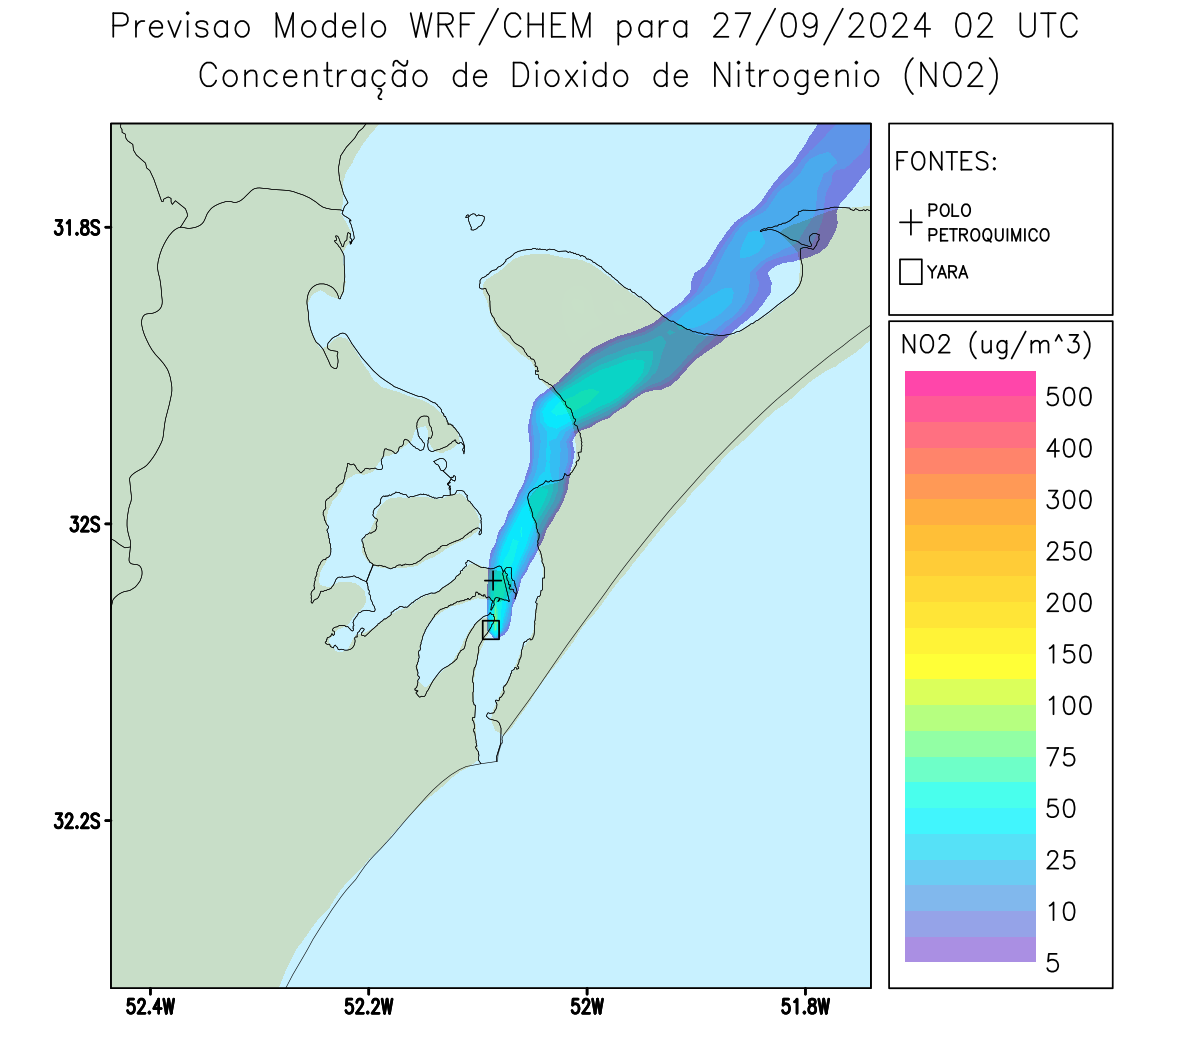 Previsao Modelo WRF/CHEM para 27/09/2024 02 UTC
Concentração de Dioxido de Nitrogenio (NO2)
FONTES:
POLO
PETROQUIMICO
YARA
NO2 (ug/m^3)
500
400
300
250
200
150
100
75
50
25
10
5
31.8S
32S
32.2S
52.4W
52.2W
52W
51.8W